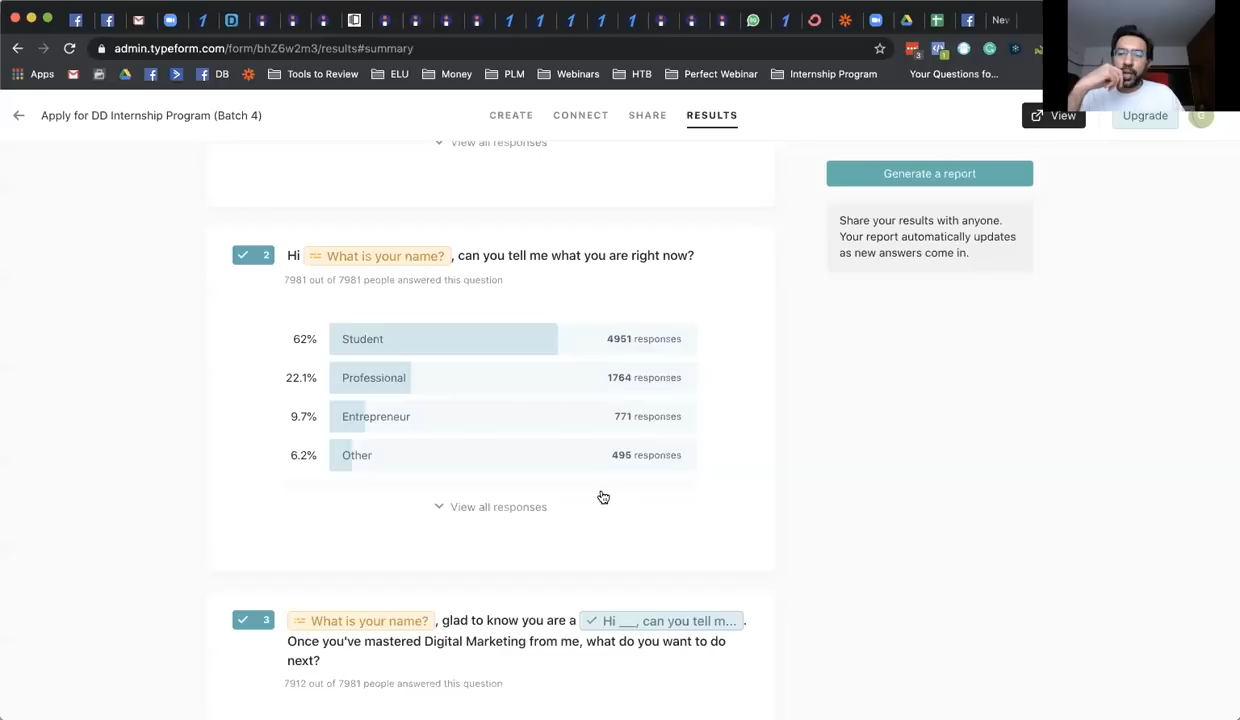 New
admin.typeform.com/form/bhZ6w2m3/results#summary
3
1
Apps
DB
Tools to Review
ELU
Money
PLM
Webinars
HTB
Perfect Webinar
Internship Program
Your Questions fo...
Apply for DD Internship Program (Batch 4)
CREATE
CONNECT
SHARE
RESULTS
View
Upgrade
View all responses
Generate a report
Share your results with anyone.
Your report automatically updates
as new answers come in.
2
Hi What is your name? , can you tell me what you are right now?
7981 out of 7981 people answered this question
62% Student 4951 responses
22.1% Professional 1764 responses
9.7% Entrepreneur 771 responses
6.2% Other 495 responses
View all responses
3
What is your name? , glad to know you are a Hi ___, can you tell m... .
Once you've mastered Digital Marketing from me, what do you want to do
next?
7912 out of 7981 people answered this question